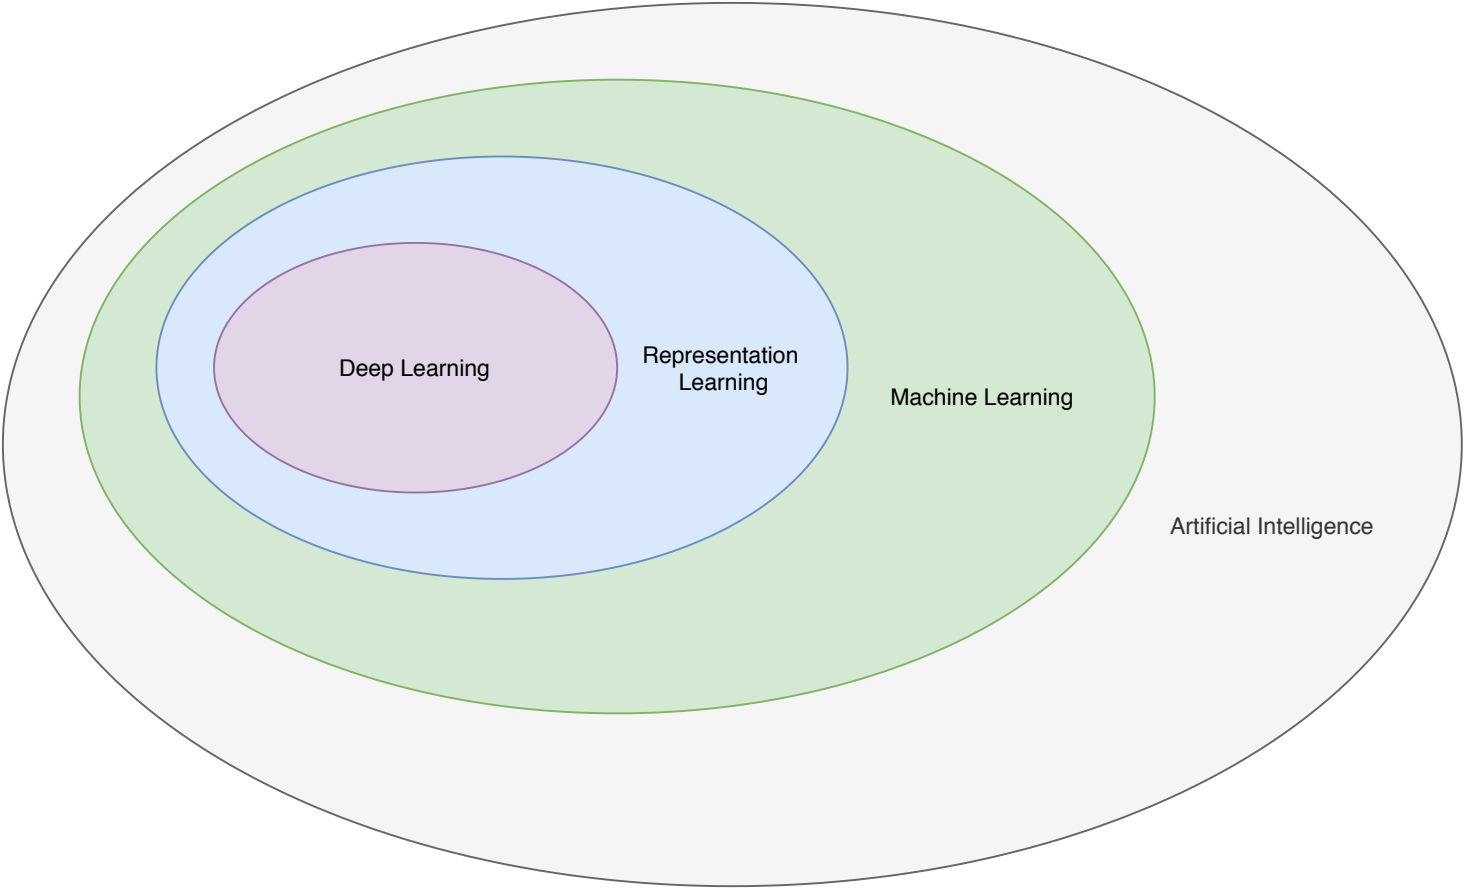 Deep Learning
Representation
Learning
Machine Learning
Artificial Intelligence